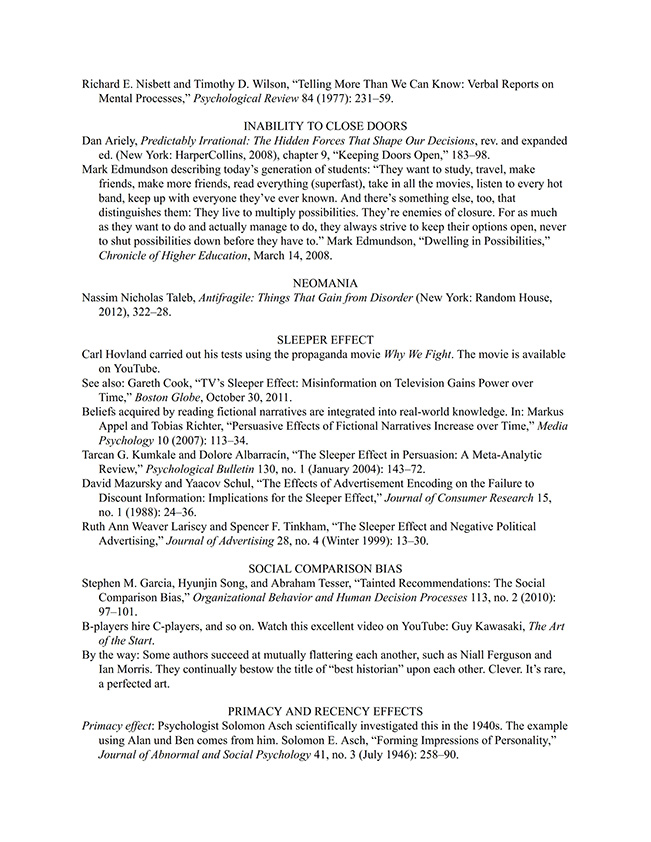 Richard E. Nisbett and Timothy D. Wilson, “Telling More Than We Can Know: Verbal Reports on
Mental Processes,” Psychological Review 84 (1977): 231–59.
INABILITY TO CLOSE DOORS
Dan Ariely, Predictably Irrational: The Hidden Forces That Shape Our Decisions, rev. and expanded
ed. (New York: HarperCollins, 2008), chapter 9, “Keeping Doors Open,” 183–98.
Mark Edmundson describing today’s generation of students: “They want to study, travel, make
friends, make more friends, read everything (superfast), take in all the movies, listen to every hot
band, keep up with everyone they’ve ever known. And there’s something else, too, that
distinguishes them: They live to multiply possibilities. They’re enemies of closure. For as much
as they want to do and actually manage to do, they always strive to keep their options open, never
to shut possibilities down before they have to.” Mark Edmundson, “Dwelling in Possibilities,”
Chronicle of Higher Education, March 14, 2008.
NEOMANIA
Nassim Nicholas Taleb, Antifragile: Things That Gain from Disorder (New York: Random House,
2012), 322–28.
SLEEPER EFFECT
Carl Hovland carried out his tests using the propaganda movie Why We Fight. The movie is available
on YouTube.
See also: Gareth Cook, “TV’s Sleeper Effect: Misinformation on Television Gains Power over
Time,” Boston Globe, October 30, 2011.
Beliefs acquired by reading fictional narratives are integrated into real-world knowledge. In: Markus
Appel and Tobias Richter, “Persuasive Effects of Fictional Narratives Increase over Time,” Media
Psychology 10 (2007): 113–34.
Tarcan G. Kumkale and Dolore Albarracín, “The Sleeper Effect in Persuasion: A Meta-Analytic
Review,” Psychological Bulletin 130, no. 1 (January 2004): 143–72.
David Mazursky and Yaacov Schul, “The Effects of Advertisement Encoding on the Failure to
Discount Information: Implications for the Sleeper Effect,” Journal of Consumer Research 15,
no. 1 (1988): 24–36.
Ruth Ann Weaver Lariscy and Spencer F. Tinkham, “The Sleeper Effect and Negative Political
Advertising,” Journal of Advertising 28, no. 4 (Winter 1999): 13–30.
SOCIAL COMPARISON BIAS
Stephen M. Garcia, Hyunjin Song, and Abraham Tesser, “Tainted Recommendations: The Social
Comparison Bias,” Organizational Behavior and Human Decision Processes 113, no. 2 (2010):
97–101.
B-players hire C-players, and so on. Watch this excellent video on YouTube: Guy Kawasaki, The Art
of the Start.
By the way: Some authors succeed at mutually flattering each another, such as Niall Ferguson and
Ian Morris. They continually bestow the title of “best historian” upon each other. Clever. It’s rare,
a perfected art.
PRIMACY AND RECENCY EFFECTS
Primacy effect: Psychologist Solomon Asch scientifically investigated this in the 1940s. The example
using Alan und Ben comes from him. Solomon E. Asch, “Forming Impressions of Personality,”
Journal of Abnormal and Social Psychology 41, no. 3 (July 1946): 258–90.